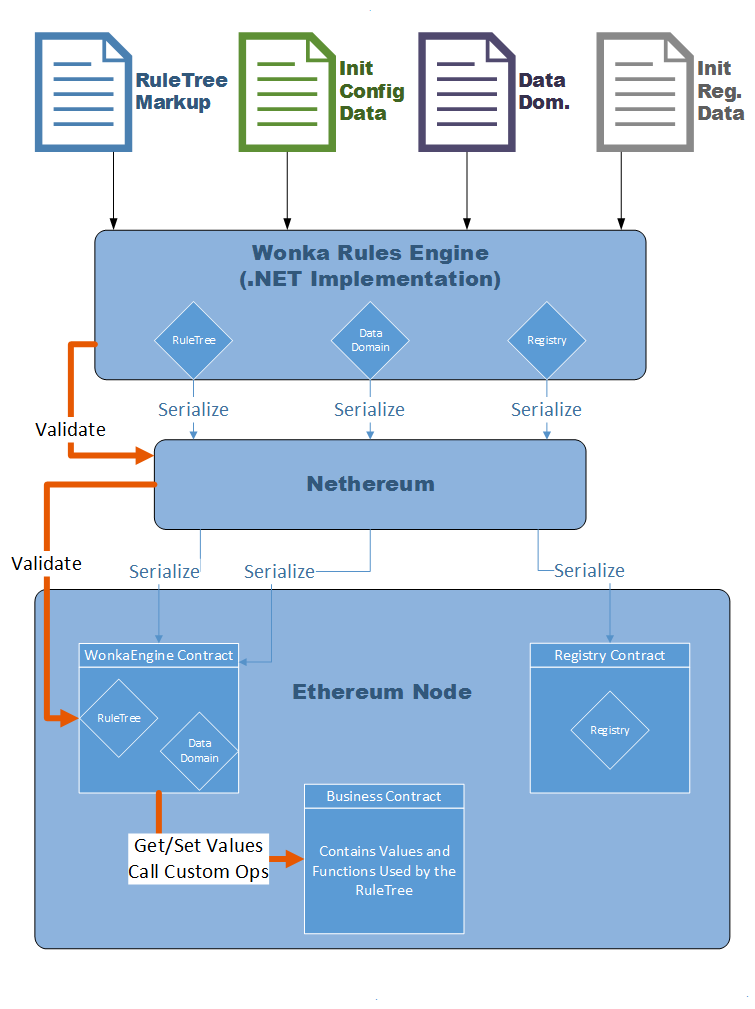 RuleTree
Markup
Init
Config
Data
Data
Dom.
Init
Reg.
Data
Wonka Rules Engine
(.NET Implementation)
RuleTree
Data
Domain
Registry
Serialize
Serialize
Serialize
Validate
Nethereum
Validate
Serialize
Serialize
Serialize
WonkaEngine Contract
Registry Contract
Ethereum Node
RuleTree
Data
Domain
Registry
Business Contract
Get/Set Values
Call Custom Ops
Contains Values and
Functions Used by the
RuleTree